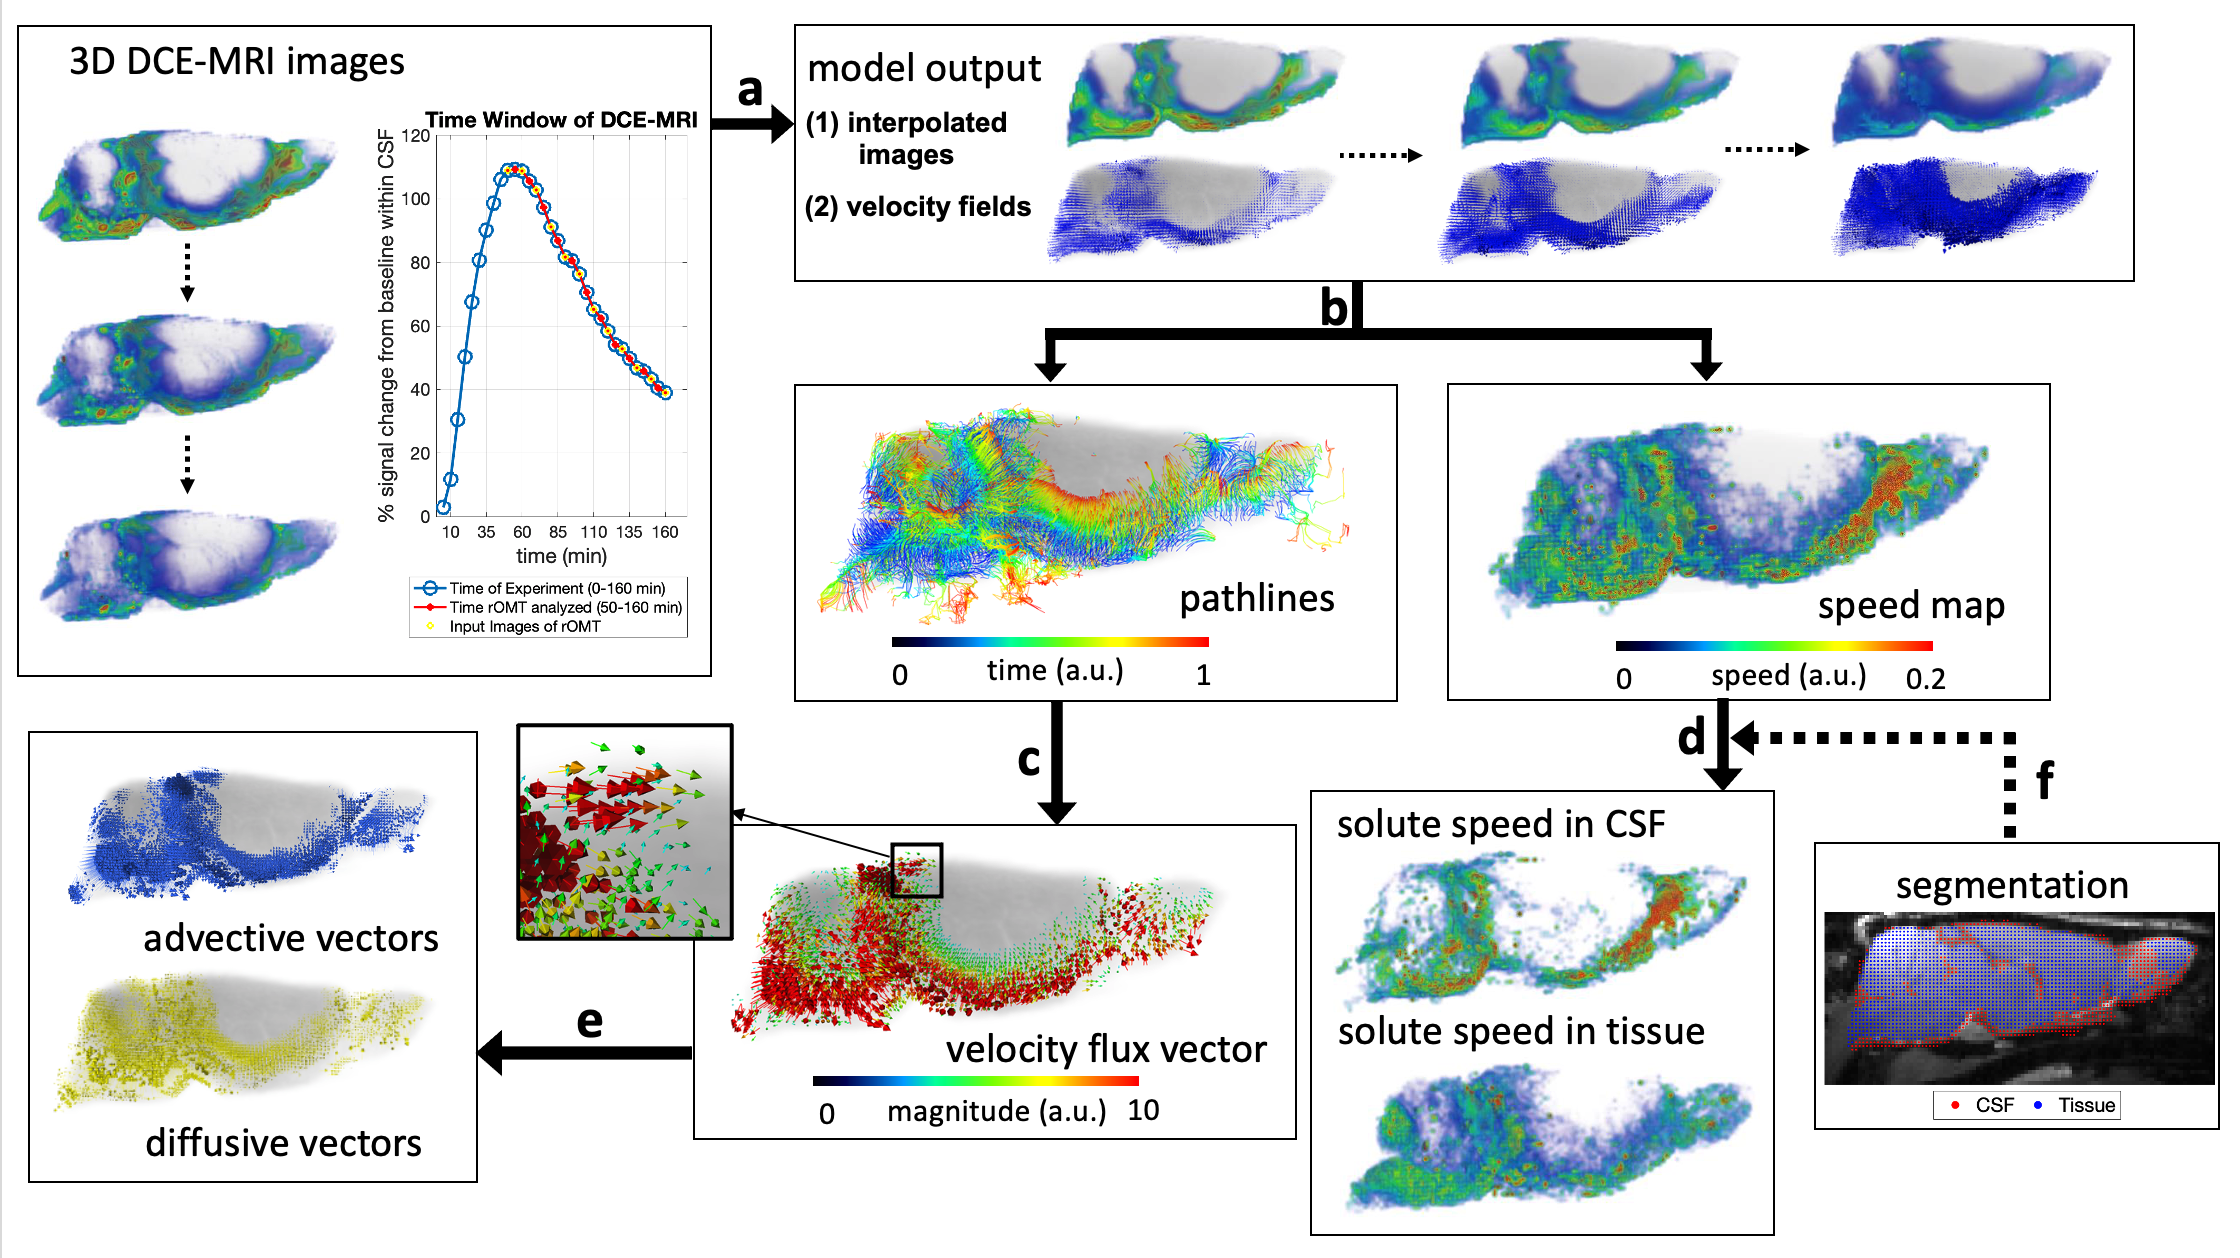 3D DCE-MRI images
Time Window of DCE-MRI
% signal change from baseline within CSF
120
100
80
60
40
20
0
10 35 60 85 110 135 160
time (min)
Time of Experiment (0-160 min)
Time rOMT analyzed (50-160 min)
Input Images of rOMT
a
model output
(1) interpolated
images
(2) velocity fields
b
pathlines
0 time (a.u.) 1
speed map
0 speed (a.u.) 0.2
c
d
f
advective vectors
diffusive vectors
e
velocity flux vector
0 magnitude (a.u.) 10
solute speed in CSF
solute speed in tissue
segmentation
CSF Tissue